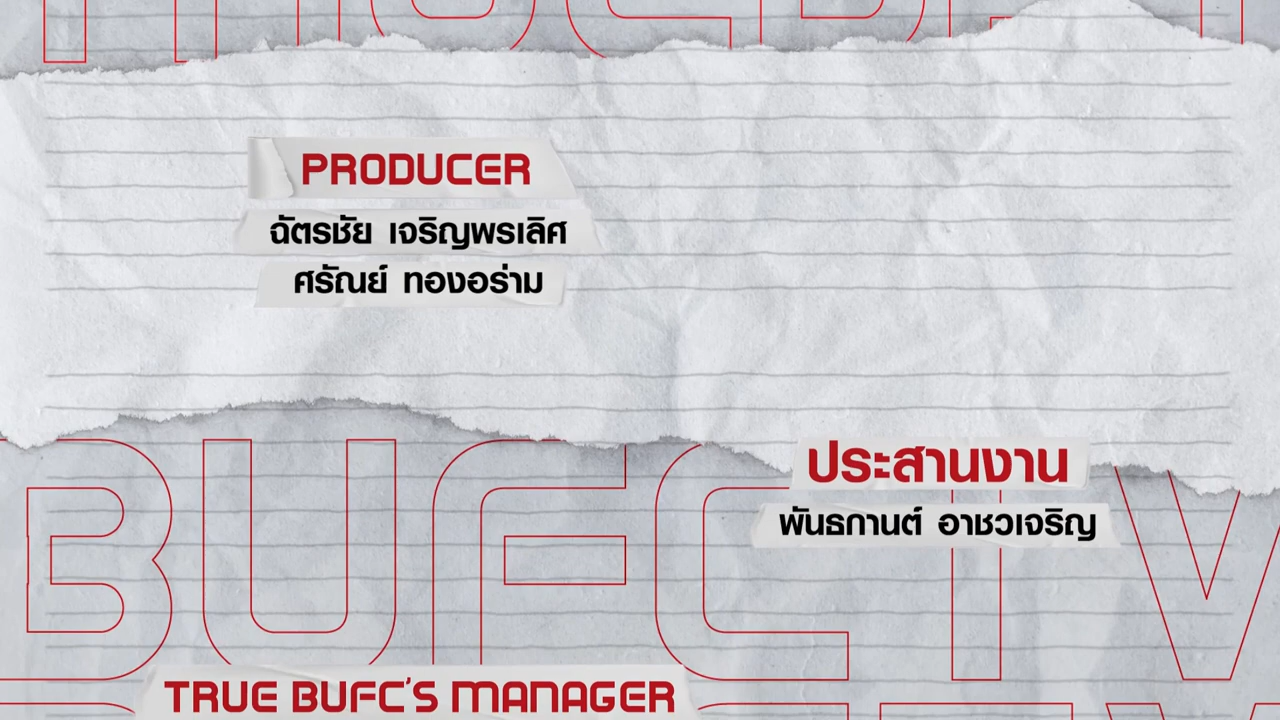 PRODUCER
ฉัตรชัย เจริญพรเลิศ
ศรัณย์ ทองอร่าม
ประสานงาน
พันธกานต์ อาชวเจริญ
BUFC TV
TRUE BUFC'S MANAGER